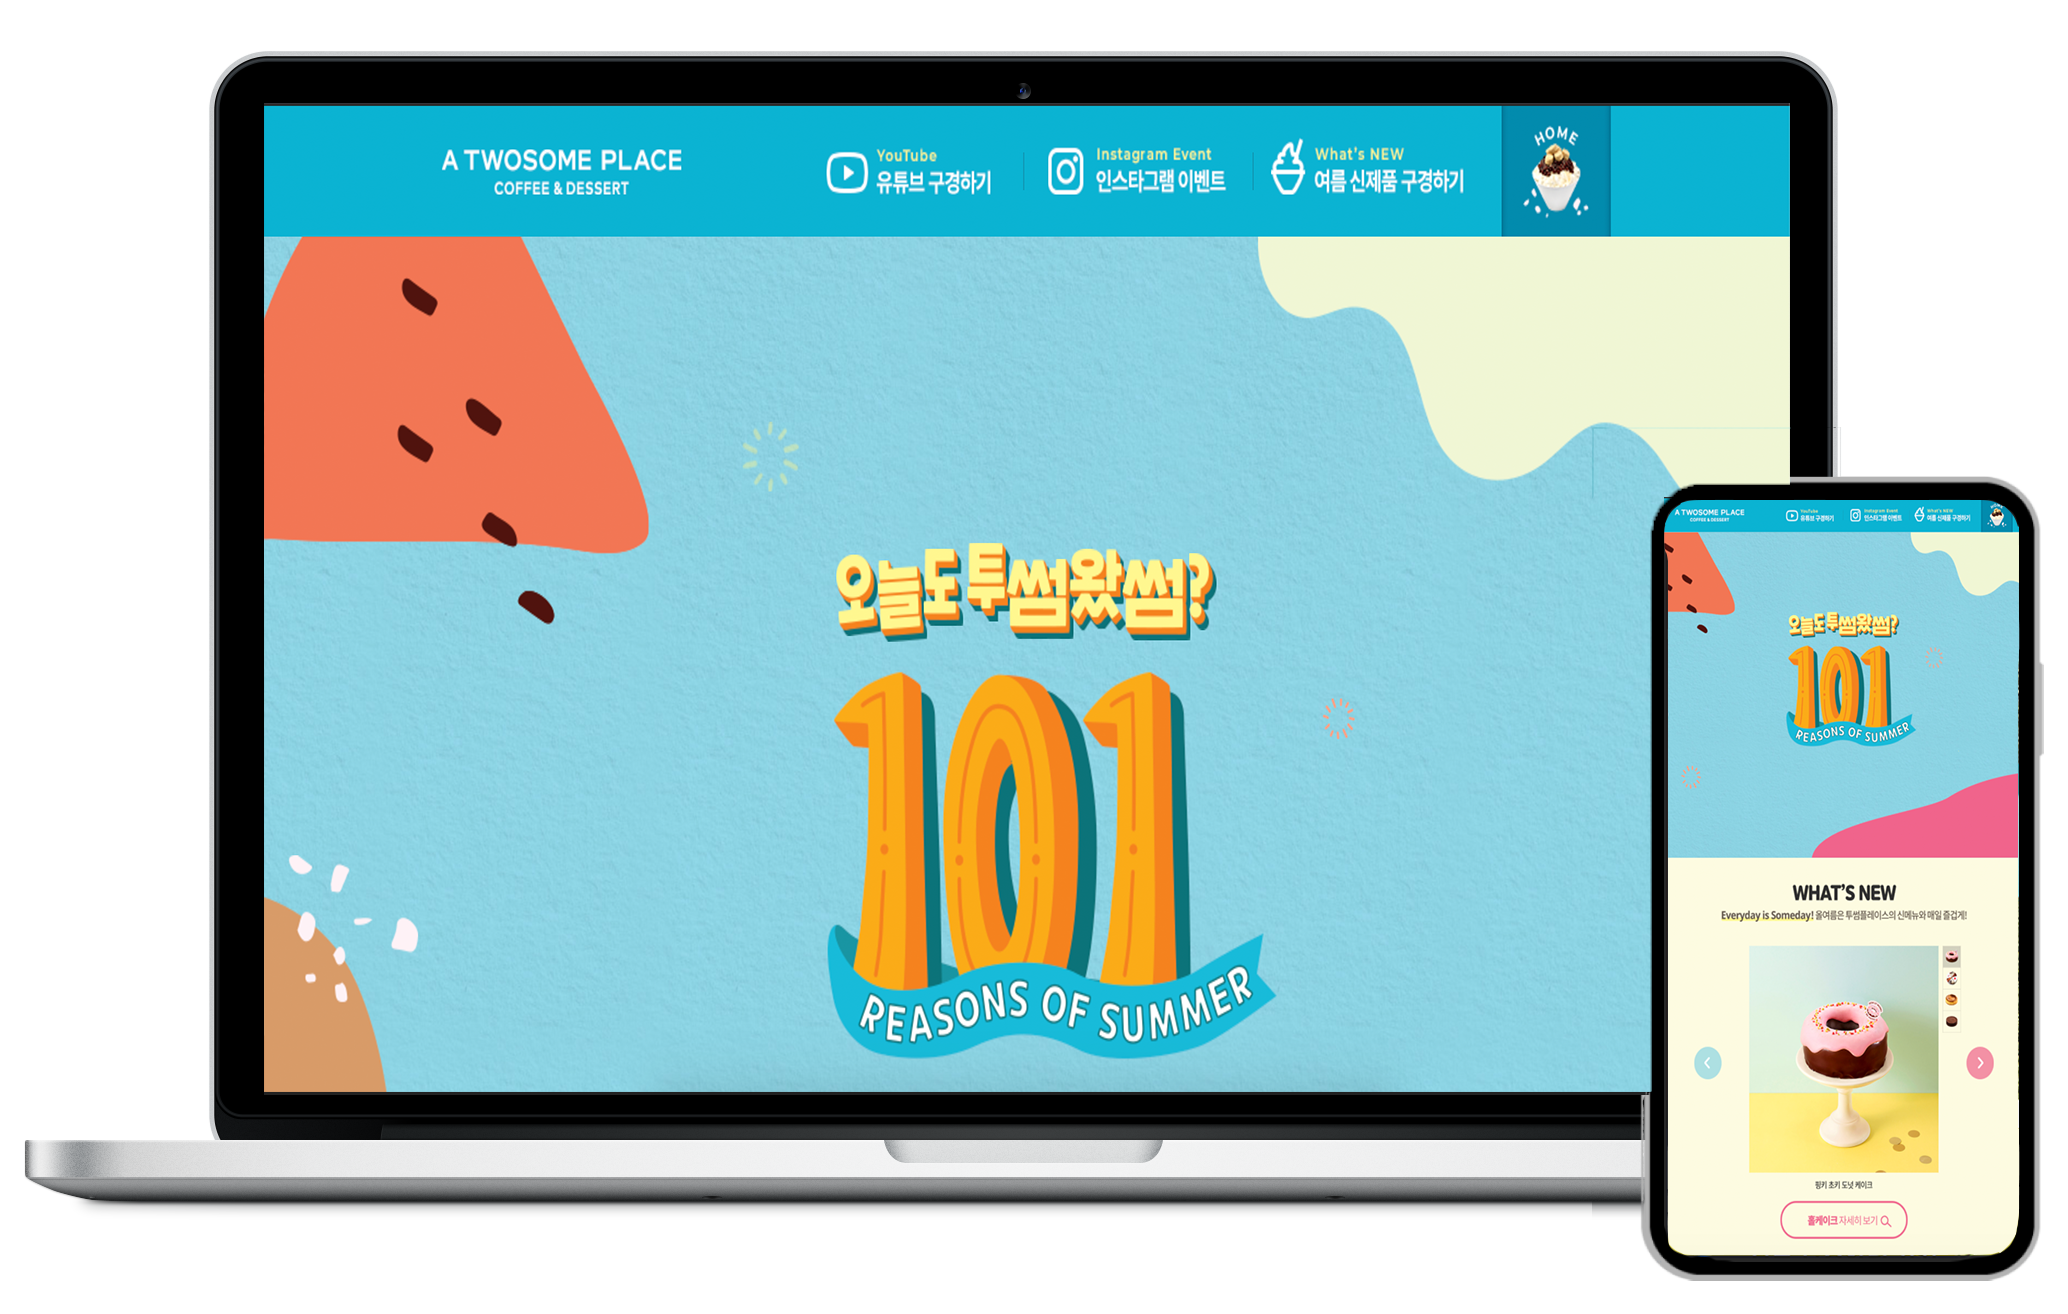 A TWOSOME PLACE
COFFEE & DESSERT
YouTube
유튜브 구경하기
Instagram Event
인스타그램 이벤트
What's NEW
여름 신제품 구경하기
HOME
오늘도 투썸왔썸?
101
REASONS OF SUMMER
A TWOSOME PLACE
COFFEE & DESSERT
YouTube
유튜브 구경하기
Instagram Event
인스타그램 이벤트
What's NEW
여름 신제품 구경하기
HOME
오늘도 투썸왔썸?
101
REASONS OF SUMMER
WHAT'S NEW
Everyday is Someday! 올여름은 투썸플레이스의 신메뉴와 매일 즐겁게!
핑키 초키 도넛 케이크
홀케이크 자세히 보기